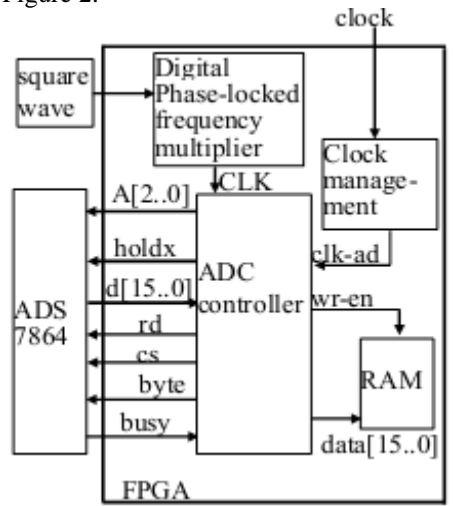 Figure 2.
clock
square
wave
Digital
Phase-locked
frequency
multiplier
Clock
manage-
ment
CLK
A[2..0]
holdx
d[15..0]
rd
cs
byte
busy
ADS
7864
ADC
controller
clk-ad
wr-en
RAM
data[15..0]
FPGA